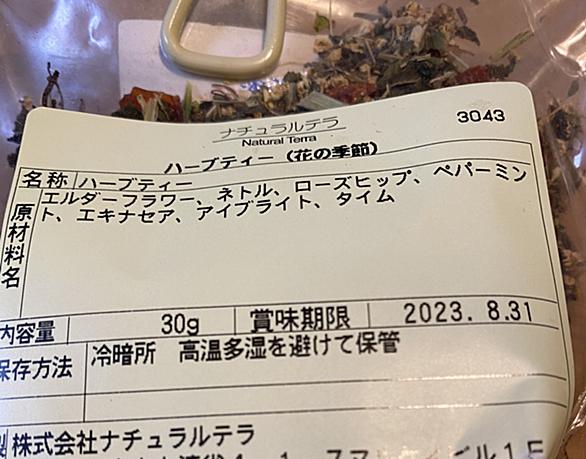 ナチュラルテラ
Natural Terra
3043
ハーブティー(花の季節)
名称 ハーブティー
原材料名 エルダーフラワー、ネトル、ローズヒップ、ペパーミン
ト、エキナセア、アイブライト、タイム
内容量 30g 賞味期限 2023. 8.31
保存方法 冷暗所 高温多湿を避けて保管
株式会社ナチュラルテラ